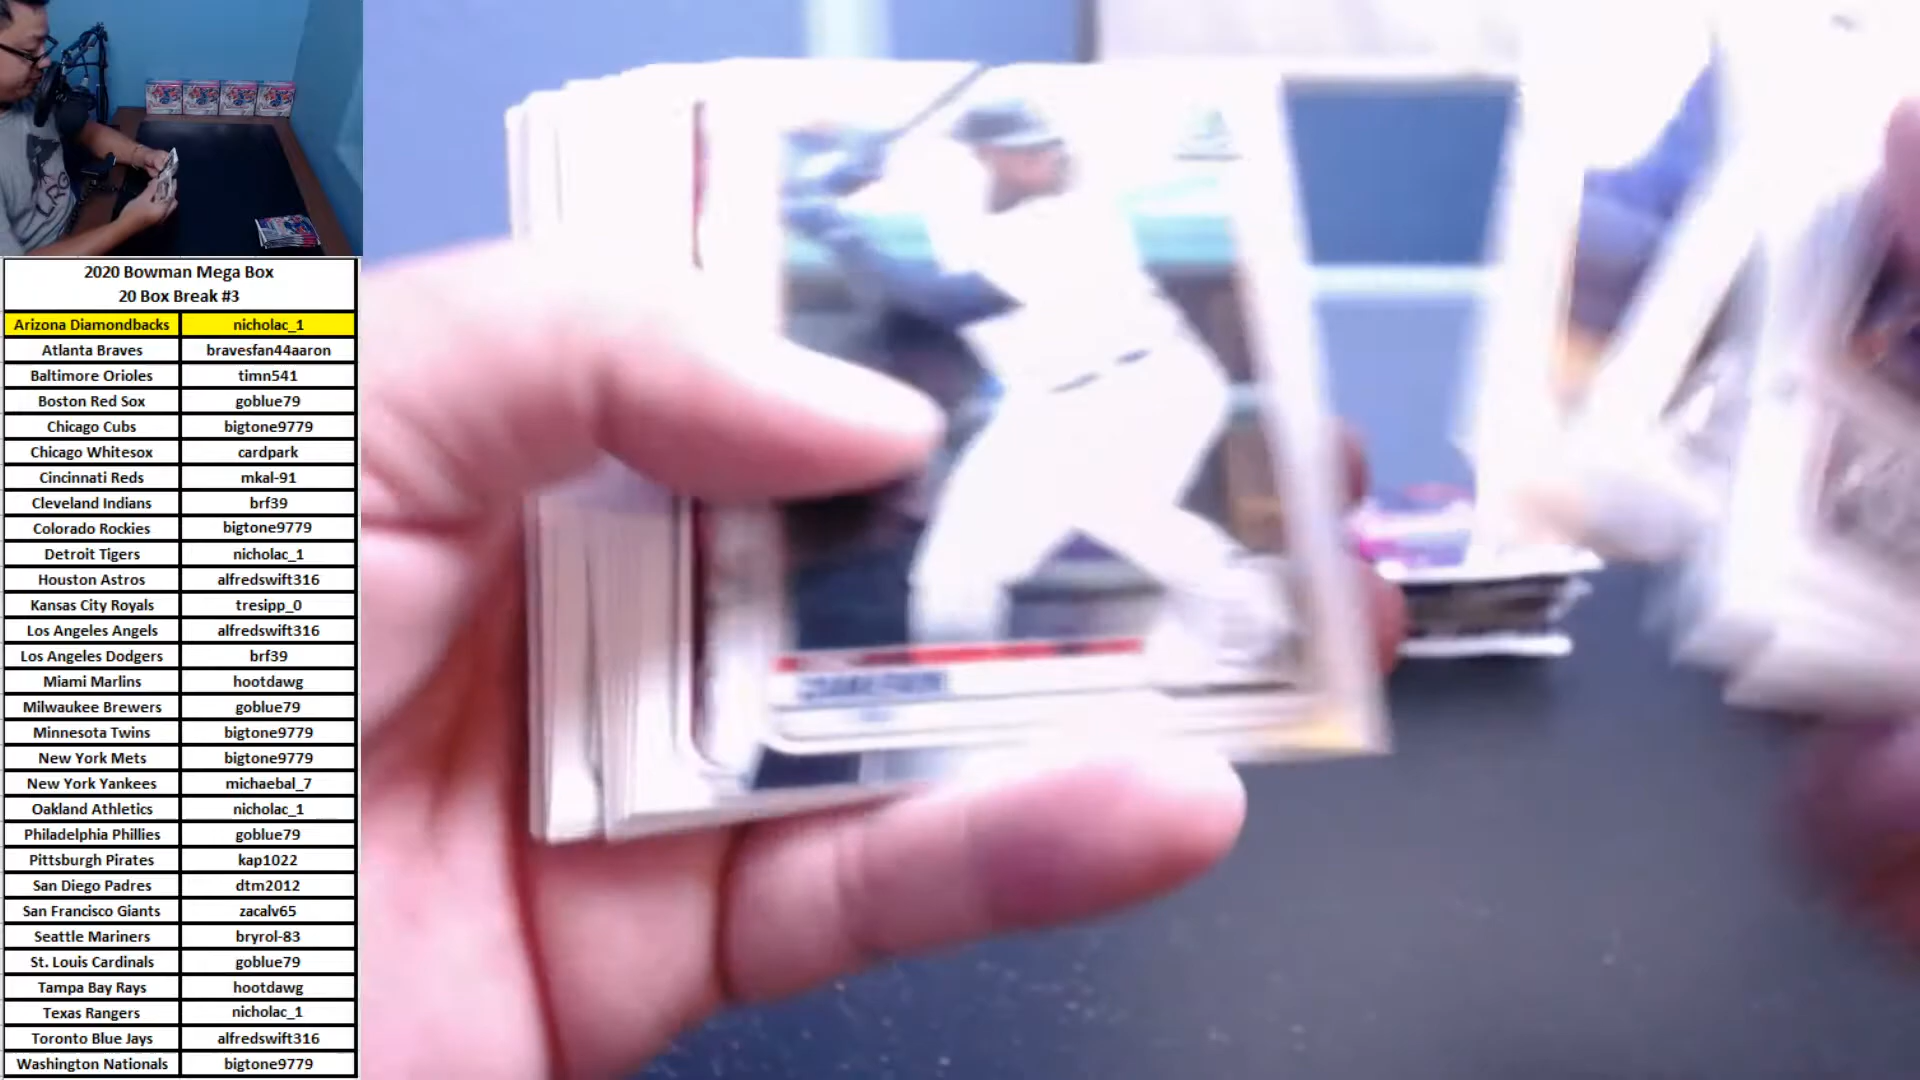 2020 Bowman Mega Box
20 Box Break #3
Arizona Diamondbacks nicholac_1
Atlanta Braves bravesfan44aaron
Baltimore Orioles timn541
Boston Red Sox goblue79
Chicago Cubs bigtone9779
Chicago Whitesox cardpark
Cincinnati Reds mkal-91
Cleveland Indians brf39
Colorado Rockies bigtone9779
Detroit Tigers nicholac_1
Houston Astros alfredswift316
Kansas City Royals tresipp_0
Los Angeles Angels alfredswift316
Los Angeles Dodgers brf39
Miami Marlins hootdawg
Milwaukee Brewers goblue79
Minnesota Twins bigtone9779
New York Mets bigtone9779
New York Yankees michaebal_7
Oakland Athletics nicholac_1
Philadelphia Phillies goblue79
Pittsburgh Pirates kap1022
San Diego Padres dtm2012
San Francisco Giants zacalv65
Seattle Mariners bryrol-83
St. Louis Cardinals goblue79
Tampa Bay Rays hootdawg
Texas Rangers nicholac_1
Toronto Blue Jays alfredswift316
Washington Nationals bigtone9779